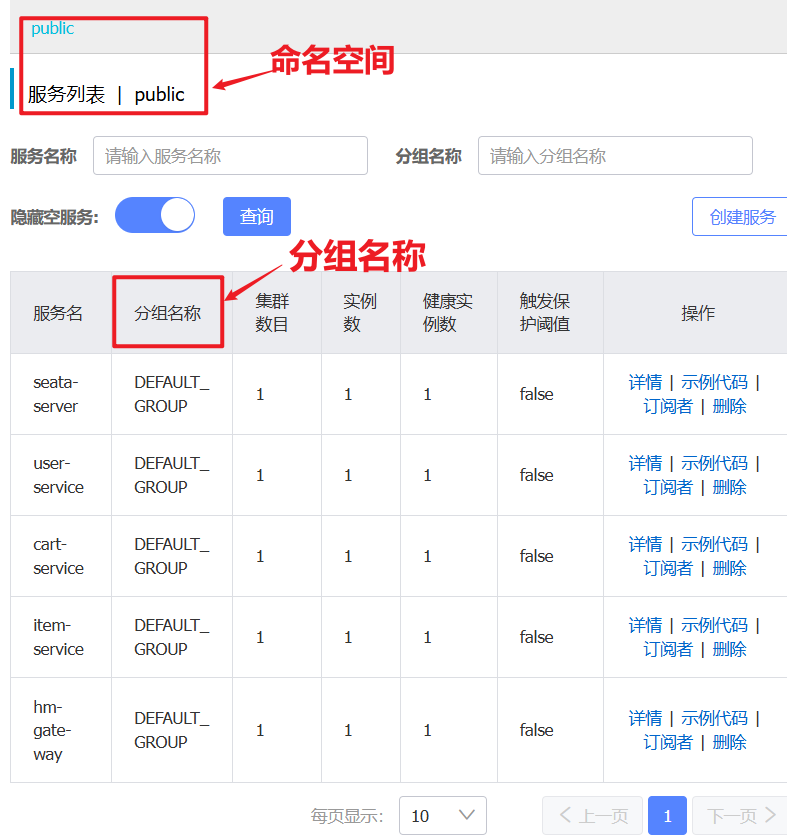 public
命名空间
服务列表 | public
服务名称 请输入服务名称 分组名称 请输入分组名称
隐藏空服务: 查询 创建服务
分组名称
服务名 分组名称 集群数目 实例数 健康实例数 触发保护阈值 操作
seata-server DEFAULT_GROUP 1 1 1 false 详情 | 示例代码 | 订阅者 | 删除
user-service DEFAULT_GROUP 1 1 1 false 详情 | 示例代码 | 订阅者 | 删除
cart-service DEFAULT_GROUP 1 1 1 false 详情 | 示例代码 | 订阅者 | 删除
item-service DEFAULT_GROUP 1 1 1 false 详情 | 示例代码 | 订阅者 | 删除
hm-gate-way DEFAULT_GROUP 1 1 1 false 详情 | 示例代码 | 订阅者 | 删除
每页显示: 10 上一页 1 下一页